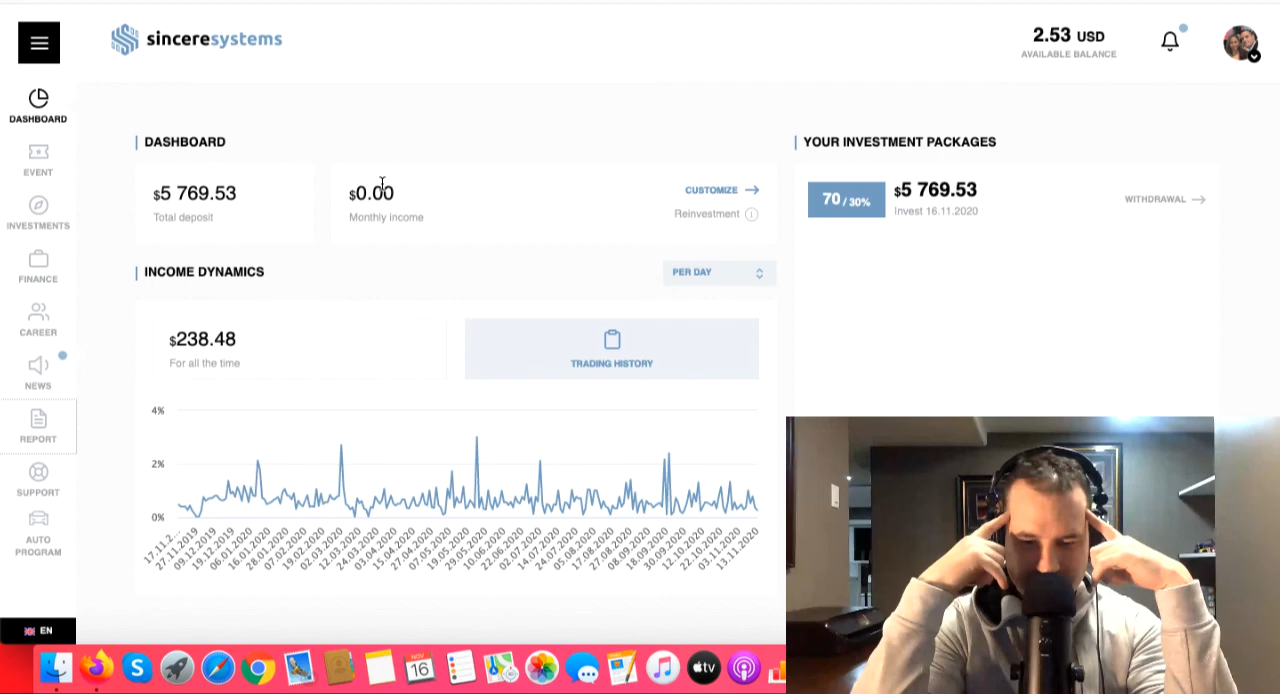 sinceresystems
2.53 USD
AVAILABLE BALANCE
DASHBOARD
EVENT
INVESTMENTS
FINANCE
CAREER
NEWS
REPORT
SUPPORT
AUTO
PROGRAM
EN
DASHBOARD
$5 769.53
Total deposit
$0.00
Monthly income
CUSTOMIZE
Reinvestment
INCOME DYNAMICS
PER DAY
$238.48
For all the time
TRADING HISTORY
4%
2%
0%
17.11.2...
27.11.2019
09.12.2019
19.12.2019
06.01.2020
16.01.2020
28.01.2020
07.02.2020
19.02.2020
02.03.2020
12.03.2020
24.03.2020
03.04.2020
15.04.2020
27.04.2020
07.05.2020
19.05.2020
29.05.2020
10.06.2020
22.06.2020
02.07.2020
14.07.2020
24.07.2020
05.08.2020
17.08.2020
27.08.2020
08.09.2020
18.09.2020
30.09.2020
12.10.2020
22.10.2020
03.11.2020
13.11.2020
YOUR INVESTMENT PACKAGES
70 / 30%
$5 769.53
Invest 16.11.2020
WITHDRAWAL
NOV
16
tv